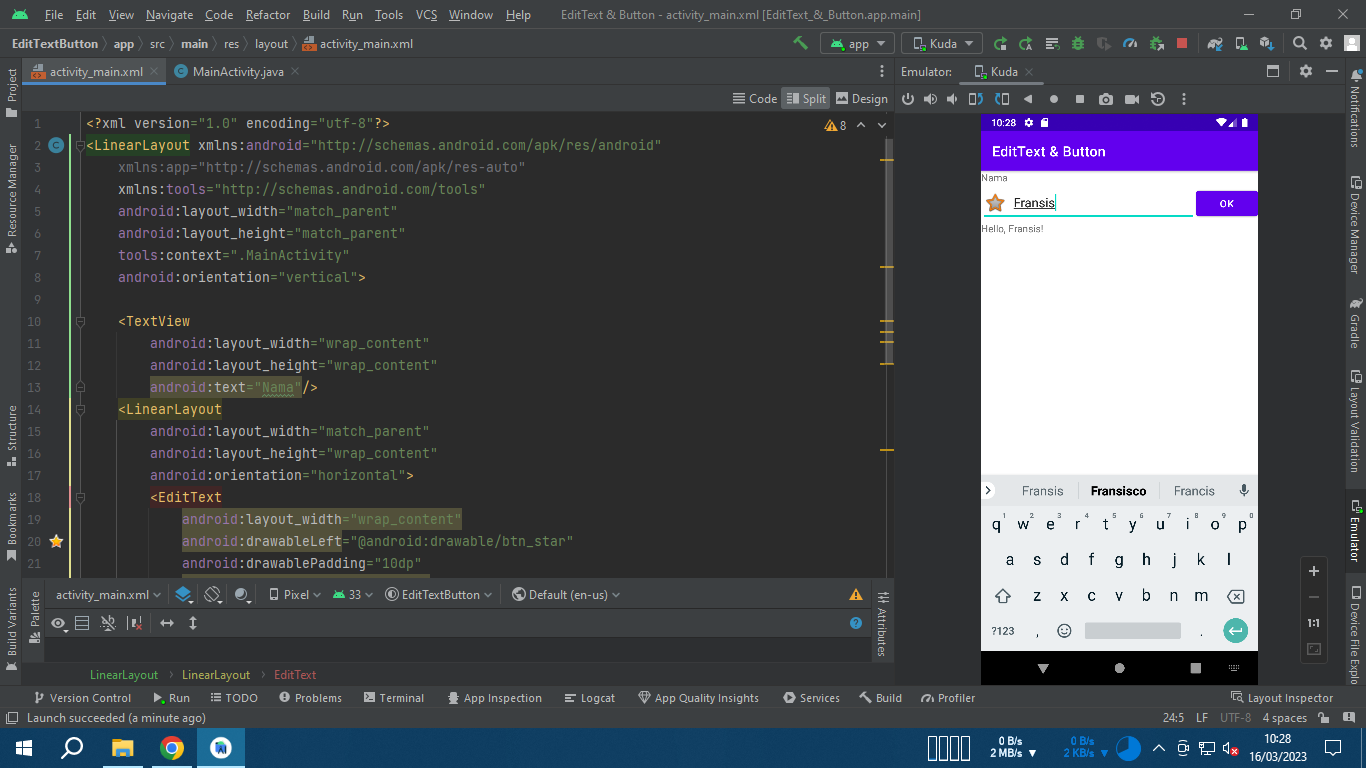 File Edit View Navigate Code Refactor Build Run Tools VCS Window Help EditText & Button - activity_main.xml [EditText_&_Button.app.main]
EditTextButton app src main res layout activity_main.xml app Kuda
activity_main.xml MainActivity.java Emulator: Kuda
Code Split Design
Project
Resource Manager
Structure
Bookmarks
Build Variants
1 <?xml version="1.0" encoding="utf-8"?> 8
2 <LinearLayout xmlns:android="http://schemas.android.com/apk/res/android"
3 xmlns:app="http://schemas.android.com/apk/res-auto"
4 xmlns:tools="http://schemas.android.com/tools"
5 android:layout_width="match_parent"
6 android:layout_height="match_parent"
7 tools:context=".MainActivity"
8 android:orientation="vertical">
9
10 <TextView
11 android:layout_width="wrap_content"
12 android:layout_height="wrap_content"
13 android:text="Nama"/>
14 <LinearLayout
15 android:layout_width="match_parent"
16 android:layout_height="wrap_content"
17 android:orientation="horizontal">
18 <EditText
19 android:layout_width="wrap_content"
20 android:drawableLeft="@android:drawable/btn_star"
21 android:drawablePadding="10dp"
activity_main.xml Pixel 33 EditTextButton Default (en-us)
Palette
Attributes
LinearLayout LinearLayout EditText
10:28
EditText & Button
Nama
Fransis OK
Hello, Fransis!
Fransis Fransisco Francis
q1 w2 e3 r4 t5 y6 u7 i8 o9 p0
a s d f g h j k l
z x c v b n m
?123 , .
1:1
Notifications
Device Manager
Gradle
Layout Validation
Emulator
Device File Explo
Version Control Run TODO Problems Terminal App Inspection Logcat App Quality Insights Services Build Profiler Layout Inspector
Launch succeeded (a minute ago) 24:5 LF UTF-8 4 spaces
0 B/s 0 B/s 10:28
2 MB/s 2 KB/s 16/03/2023